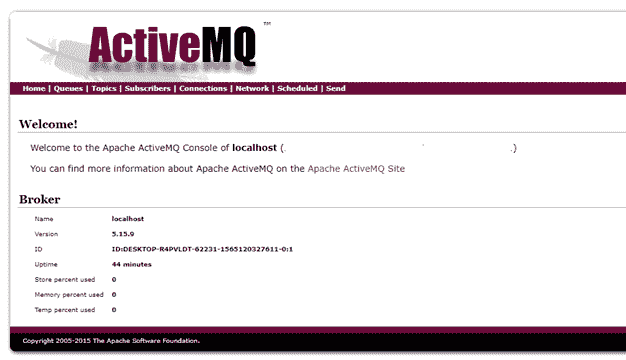 ActiveMQ™
Home | Queues | Topics | Subscribers | Connections | Network | Scheduled | Send
Welcome!
Welcome to the Apache ActiveMQ Console of localhost ( .)
You can find more information about Apache ActiveMQ on the Apache ActiveMQ Site
Broker
Name localhost
Version 5.15.9
ID ID:DESKTOP-R4PVLDT-62231-1565120327611-0:1
Uptime 44 minutes
Store percent used 0
Memory percent used 0
Temp percent used 0
Copyright 2005-2015 The Apache Software Foundation.